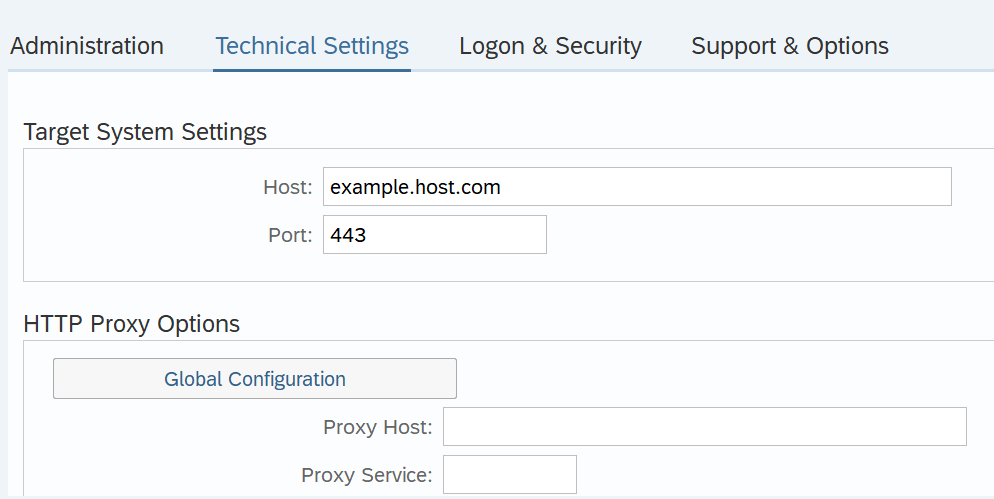 Administration Technical Settings Logon & Security Support & Options
Target System Settings
Host: example.host.com
Port: 443
HTTP Proxy Options
Global Configuration
Proxy Host:
Proxy Service: